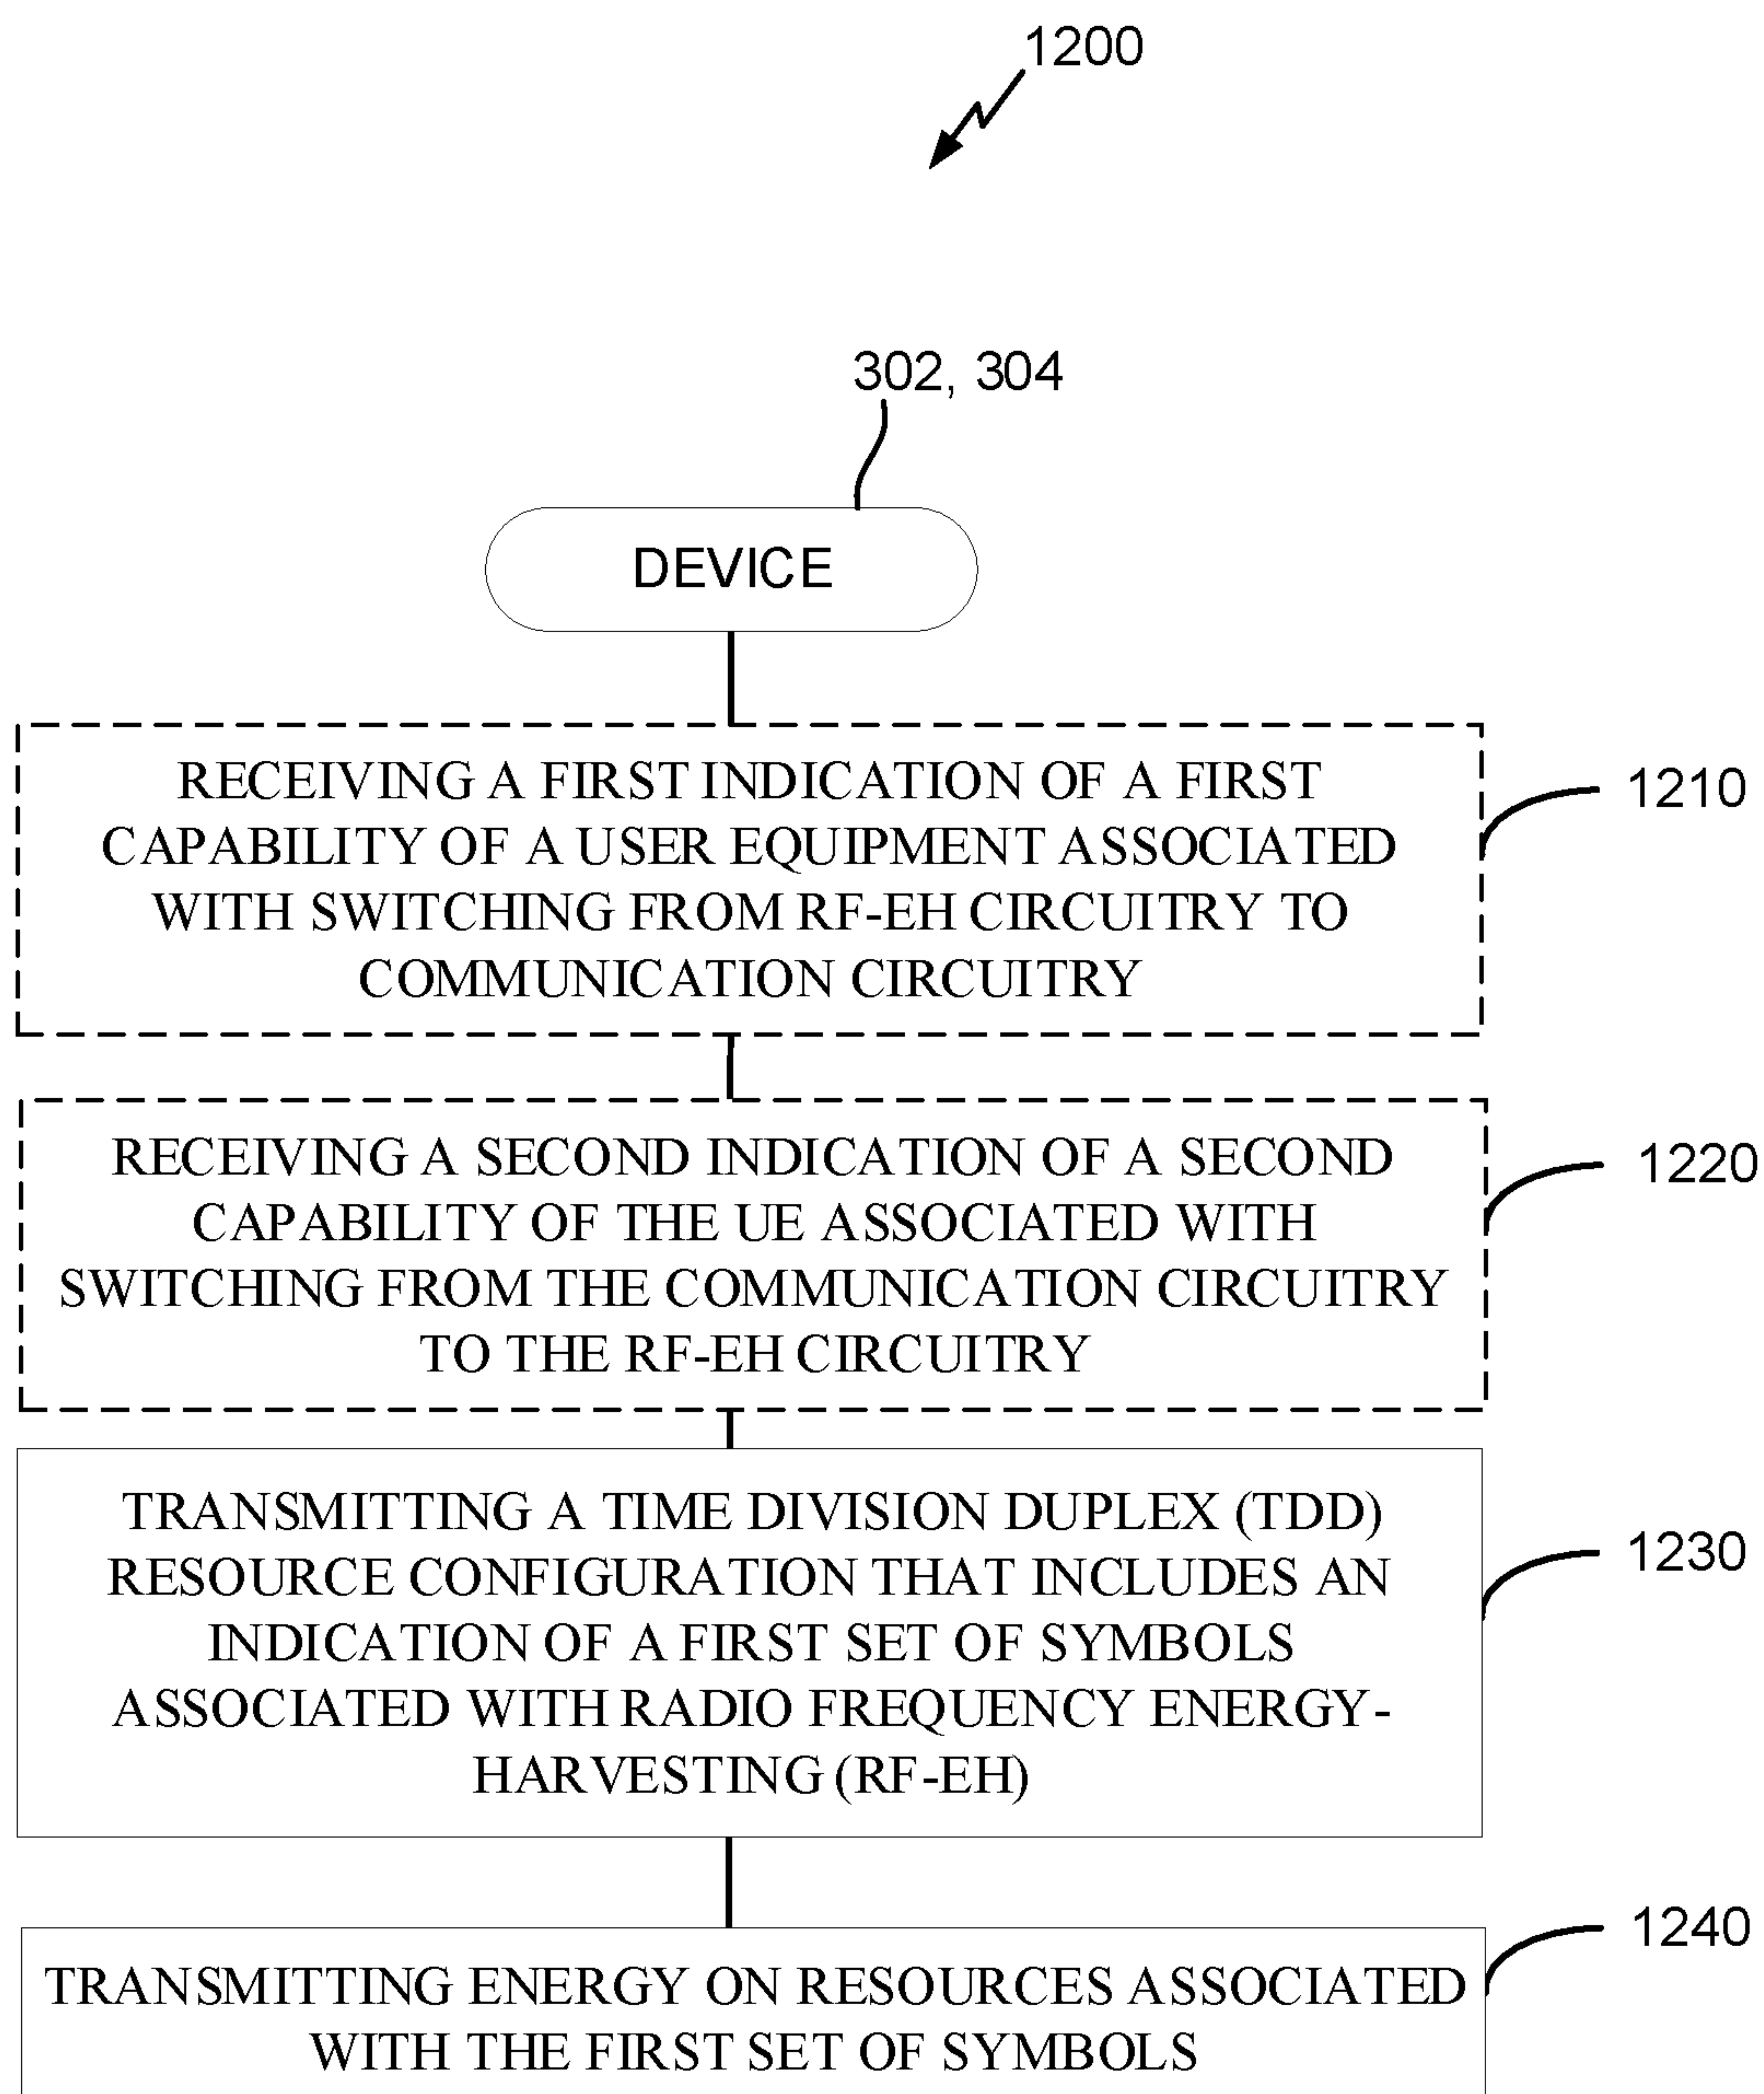 1200
302, 304
DEVICE
RECEIVING A FIRST INDICATION OF A FIRST
CAPABILITY OF A USER EQUIPMENT ASSOCIATED
WITH SWITCHING FROM RF-EH CIRCUITRY TO
COMMUNICATION CIRCUITRY
1210
RECEIVING A SECOND INDICATION OF A SECOND
CAPABILITY OF THE UE ASSOCIATED WITH
SWITCHING FROM THE COMMUNICATION CIRCUITRY
TO THE RF-EH CIRCUITRY
1220
TRANSMITTING A TIME DIVISION DUPLEX (TDD)
RESOURCE CONFIGURATION THAT INCLUDES AN
INDICATION OF A FIRST SET OF SYMBOLS
ASSOCIATED WITH RADIO FREQUENCY ENERGY-
HARVESTING (RF-EH)
1230
TRANSMITTING ENERGY ON RESOURCES ASSOCIATED
WITH THE FIRST SET OF SYMBOLS
1240